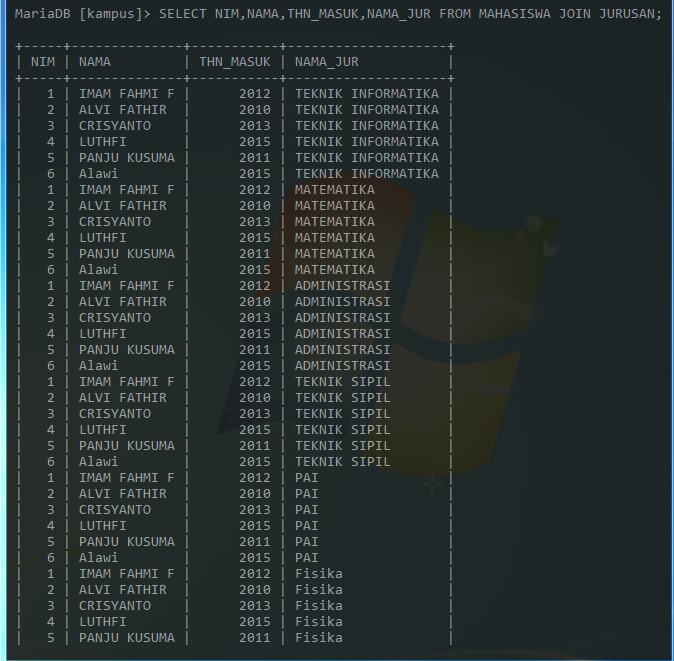 MariaDB [kampus]> SELECT NIM,NAMA,THN_MASUK,NAMA_JUR FROM MAHASISWA JOIN JURUSAN;
+-----+---------------+-----------+--------------------+
| NIM | NAMA          | THN_MASUK | NAMA_JUR           |
+-----+---------------+-----------+--------------------+
|   1 | IMAM FAHMI F  |      2012 | TEKNIK INFORMATIKA |
|   2 | ALVI FATHIR   |      2010 | TEKNIK INFORMATIKA |
|   3 | CRISYANTO     |      2013 | TEKNIK INFORMATIKA |
|   4 | LUTHFI        |      2015 | TEKNIK INFORMATIKA |
|   5 | PANJU KUSUMA  |      2011 | TEKNIK INFORMATIKA |
|   6 | Alawi         |      2015 | TEKNIK INFORMATIKA |
|   1 | IMAM FAHMI F  |      2012 | MATEMATIKA         |
|   2 | ALVI FATHIR   |      2010 | MATEMATIKA         |
|   3 | CRISYANTO     |      2013 | MATEMATIKA         |
|   4 | LUTHFI        |      2015 | MATEMATIKA         |
|   5 | PANJU KUSUMA  |      2011 | MATEMATIKA         |
|   6 | Alawi         |      2015 | MATEMATIKA         |
|   1 | IMAM FAHMI F  |      2012 | ADMINISTRASI       |
|   2 | ALVI FATHIR   |      2010 | ADMINISTRASI       |
|   3 | CRISYANTO     |      2013 | ADMINISTRASI       |
|   4 | LUTHFI        |      2015 | ADMINISTRASI       |
|   5 | PANJU KUSUMA  |      2011 | ADMINISTRASI       |
|   6 | Alawi         |      2015 | ADMINISTRASI       |
|   1 | IMAM FAHMI F  |      2012 | TEKNIK SIPIL       |
|   2 | ALVI FATHIR   |      2010 | TEKNIK SIPIL       |
|   3 | CRISYANTO     |      2013 | TEKNIK SIPIL       |
|   4 | LUTHFI        |      2015 | TEKNIK SIPIL       |
|   5 | PANJU KUSUMA  |      2011 | TEKNIK SIPIL       |
|   6 | Alawi         |      2015 | TEKNIK SIPIL       |
|   1 | IMAM FAHMI F  |      2012 | PAI                |
|   2 | ALVI FATHIR   |      2010 | PAI                |
|   3 | CRISYANTO     |      2013 | PAI                |
|   4 | LUTHFI        |      2015 | PAI                |
|   5 | PANJU KUSUMA  |      2011 | PAI                |
|   6 | Alawi         |      2015 | PAI                |
|   1 | IMAM FAHMI F  |      2012 | Fisika             |
|   2 | ALVI FATHIR   |      2010 | Fisika             |
|   3 | CRISYANTO     |      2013 | Fisika             |
|   4 | LUTHFI        |      2015 | Fisika             |
|   5 | PANJU KUSUMA  |      2011 | Fisika             |